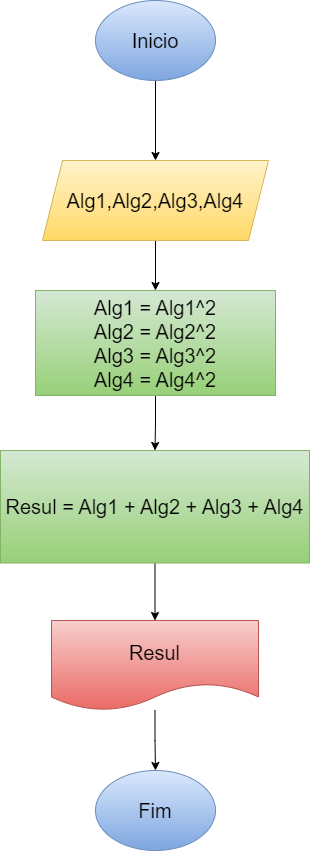 Inicio
Alg1,Alg2,Alg3,Alg4
Alg1 = Alg1^2
Alg2 = Alg2^2
Alg3 = Alg3^2
Alg4 = Alg4^2
Resul = Alg1 + Alg2 + Alg3 + Alg4
Resul
Fim